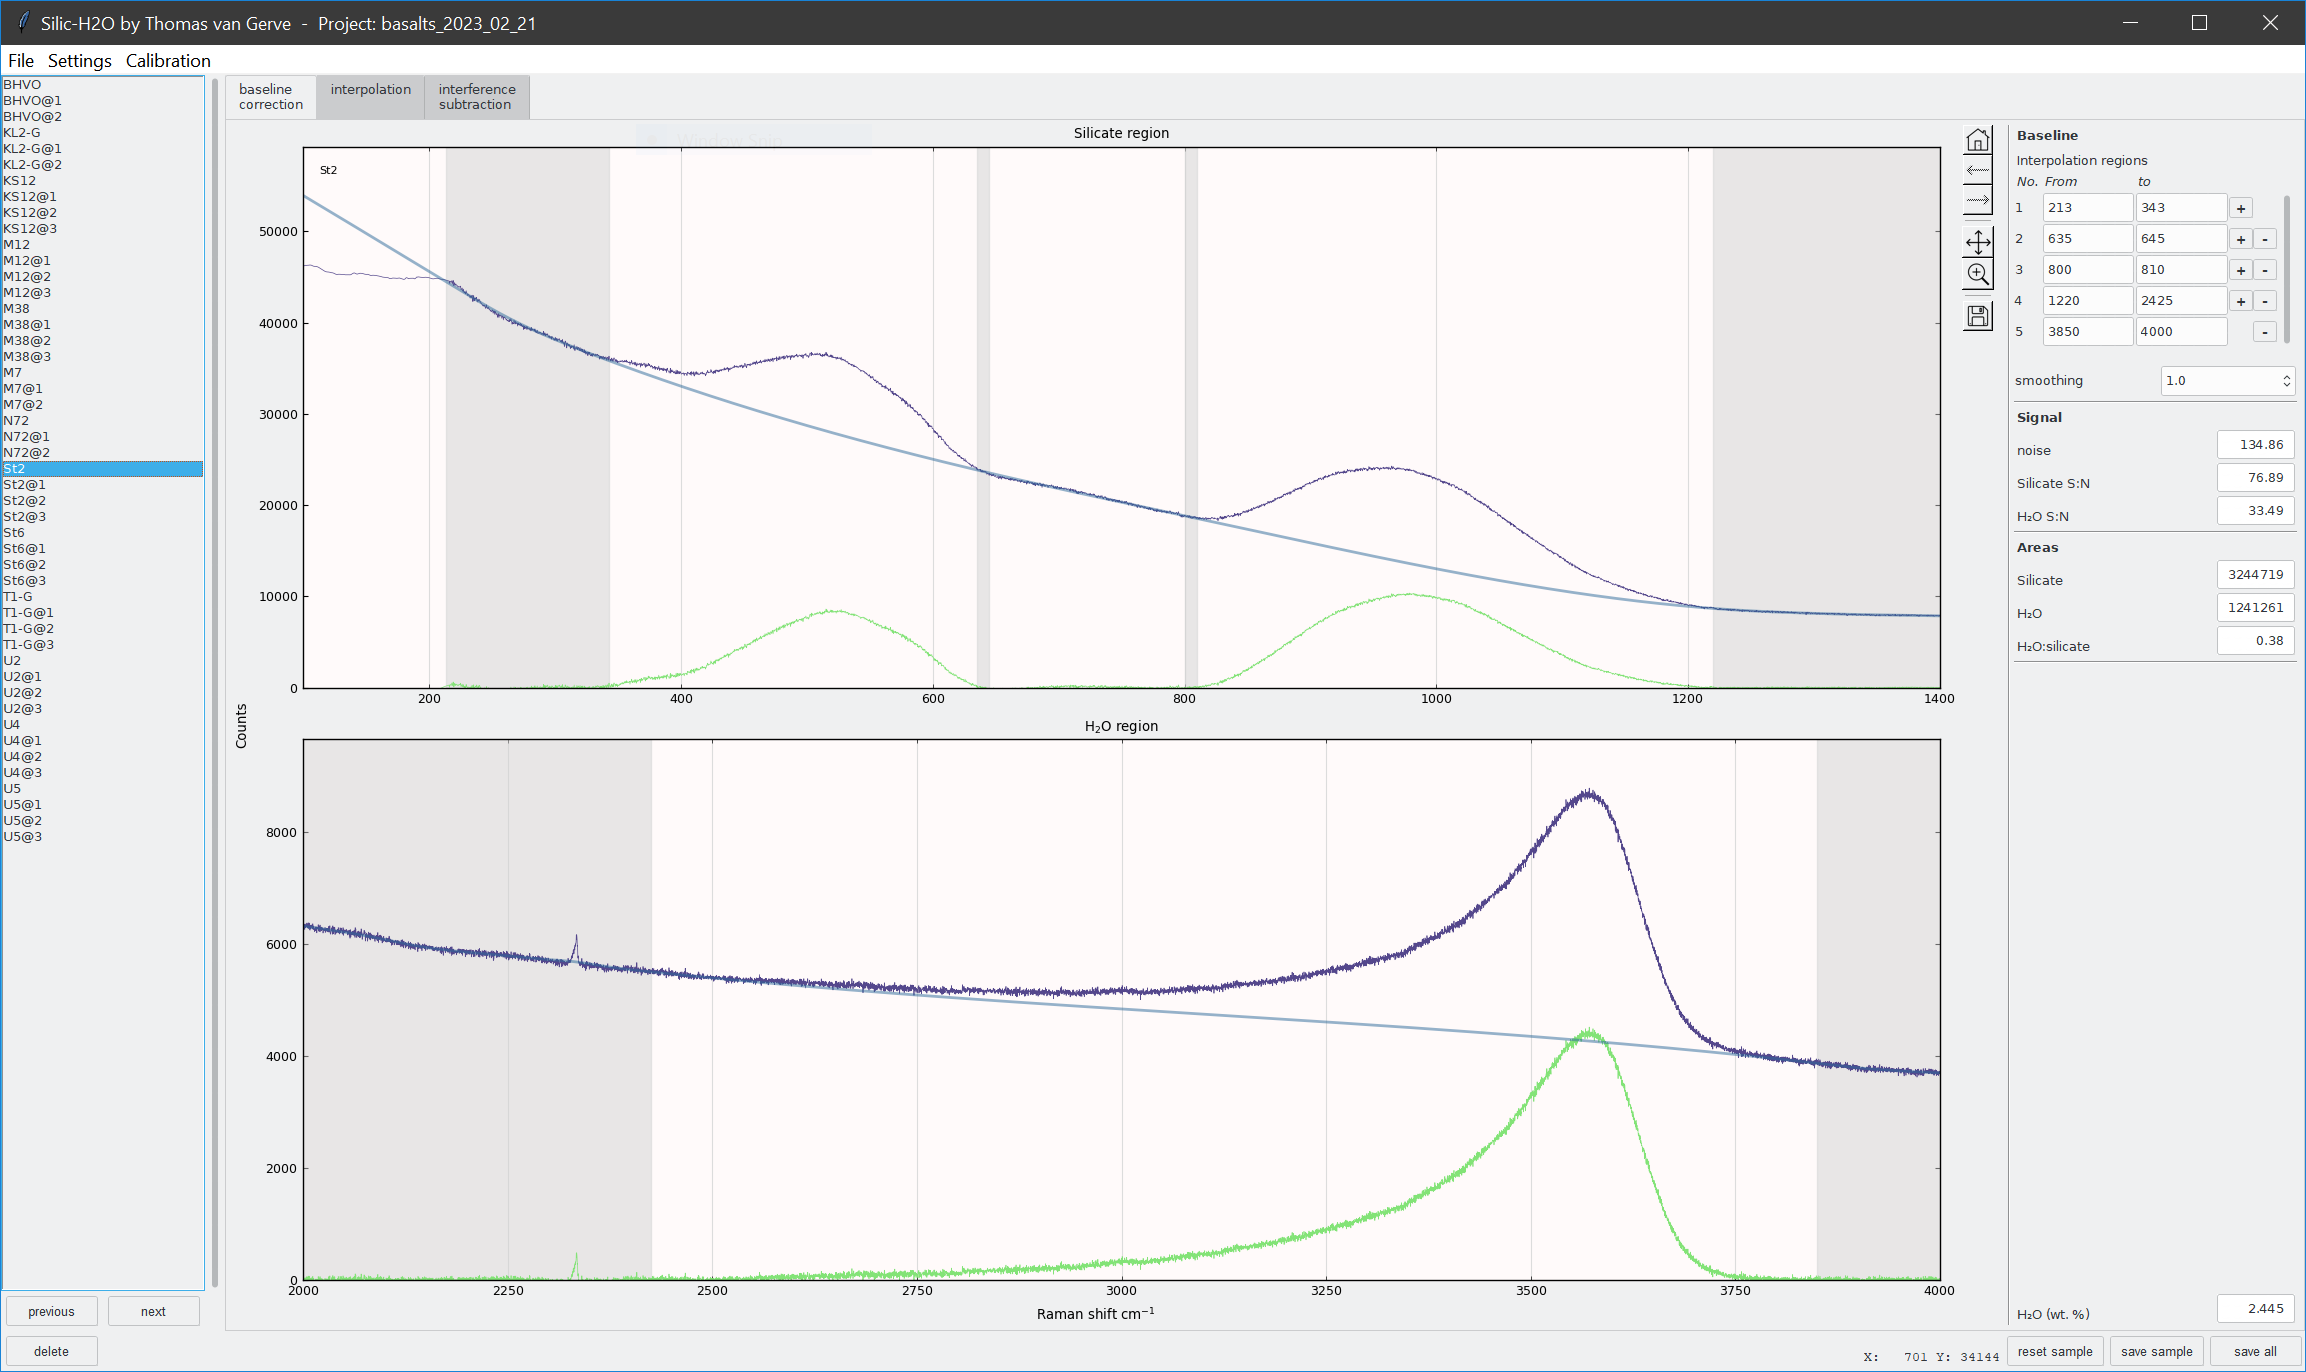 Silic-H2O by Thomas van Gerve - Project: basalts_2023_02_21
File Settings Calibration
BHVO
BHVO@1
BHVO@2
KL2-G
KL2-G@1
KL2-G@2
KS12
KS12@1
KS12@2
KS12@3
M12
M12@1
M12@2
M12@3
M38
M38@1
M38@2
M38@3
M7
M7@1
M7@2
N72
N72@1
N72@2
St2
St2@1
St2@2
St2@3
St6
St6@1
St6@2
St6@3
T1-G
T1-G@1
T1-G@2
T1-G@3
U2
U2@1
U2@2
U2@3
U4
U4@1
U4@2
U4@3
U5
U5@1
U5@2
U5@3
previous next
delete
baseline correction
interpolation
interference subtraction
Silicate region
St2
50000
40000
30000
20000
10000
0
200 400 600 800 1000 1200 1400
Counts
H₂O region
8000
6000
4000
2000
0
2000 2250 2500 2750 3000 3250 3500 3750 4000
Raman shift cm⁻¹
Baseline
Interpolation regions
No. From to
1 213 343 +
2 635 645 + -
3 800 810 + -
4 1220 2425 + -
5 3850 4000 -
smoothing 1.0
Signal
noise 134.86
Silicate S:N 76.89
H₂O S:N 33.49
Areas
Silicate 3244719
H₂O 1241261
H₂O:silicate 0.38
H₂O (wt. %) 2.445
X: 701 Y: 34144
reset sample save sample save all